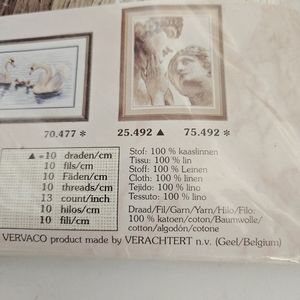 70.477 *
25.492 ▲ 75.492 *
▲ = 10 draden/cm
10 fils/cm
10 Fäden/cm
10 threads/cm
13 count/inch
10 hilos/cm
10 fili/cm
Stof: 100 % kaaslinnen
Tissu: 100 % lin
Stoff: 100 % Leinen
Cloth: 100 % linen
Tejido: 100 % lino
Tessuto: 100 % lino
Draad/Fil/Garn/Yarn/Hilo/Filo
100 % katoen/coton/Baumwolle/
cotton/algodón/cotone
VERVACO product made by VERACHTERT n.v. (Geel/Belgium)